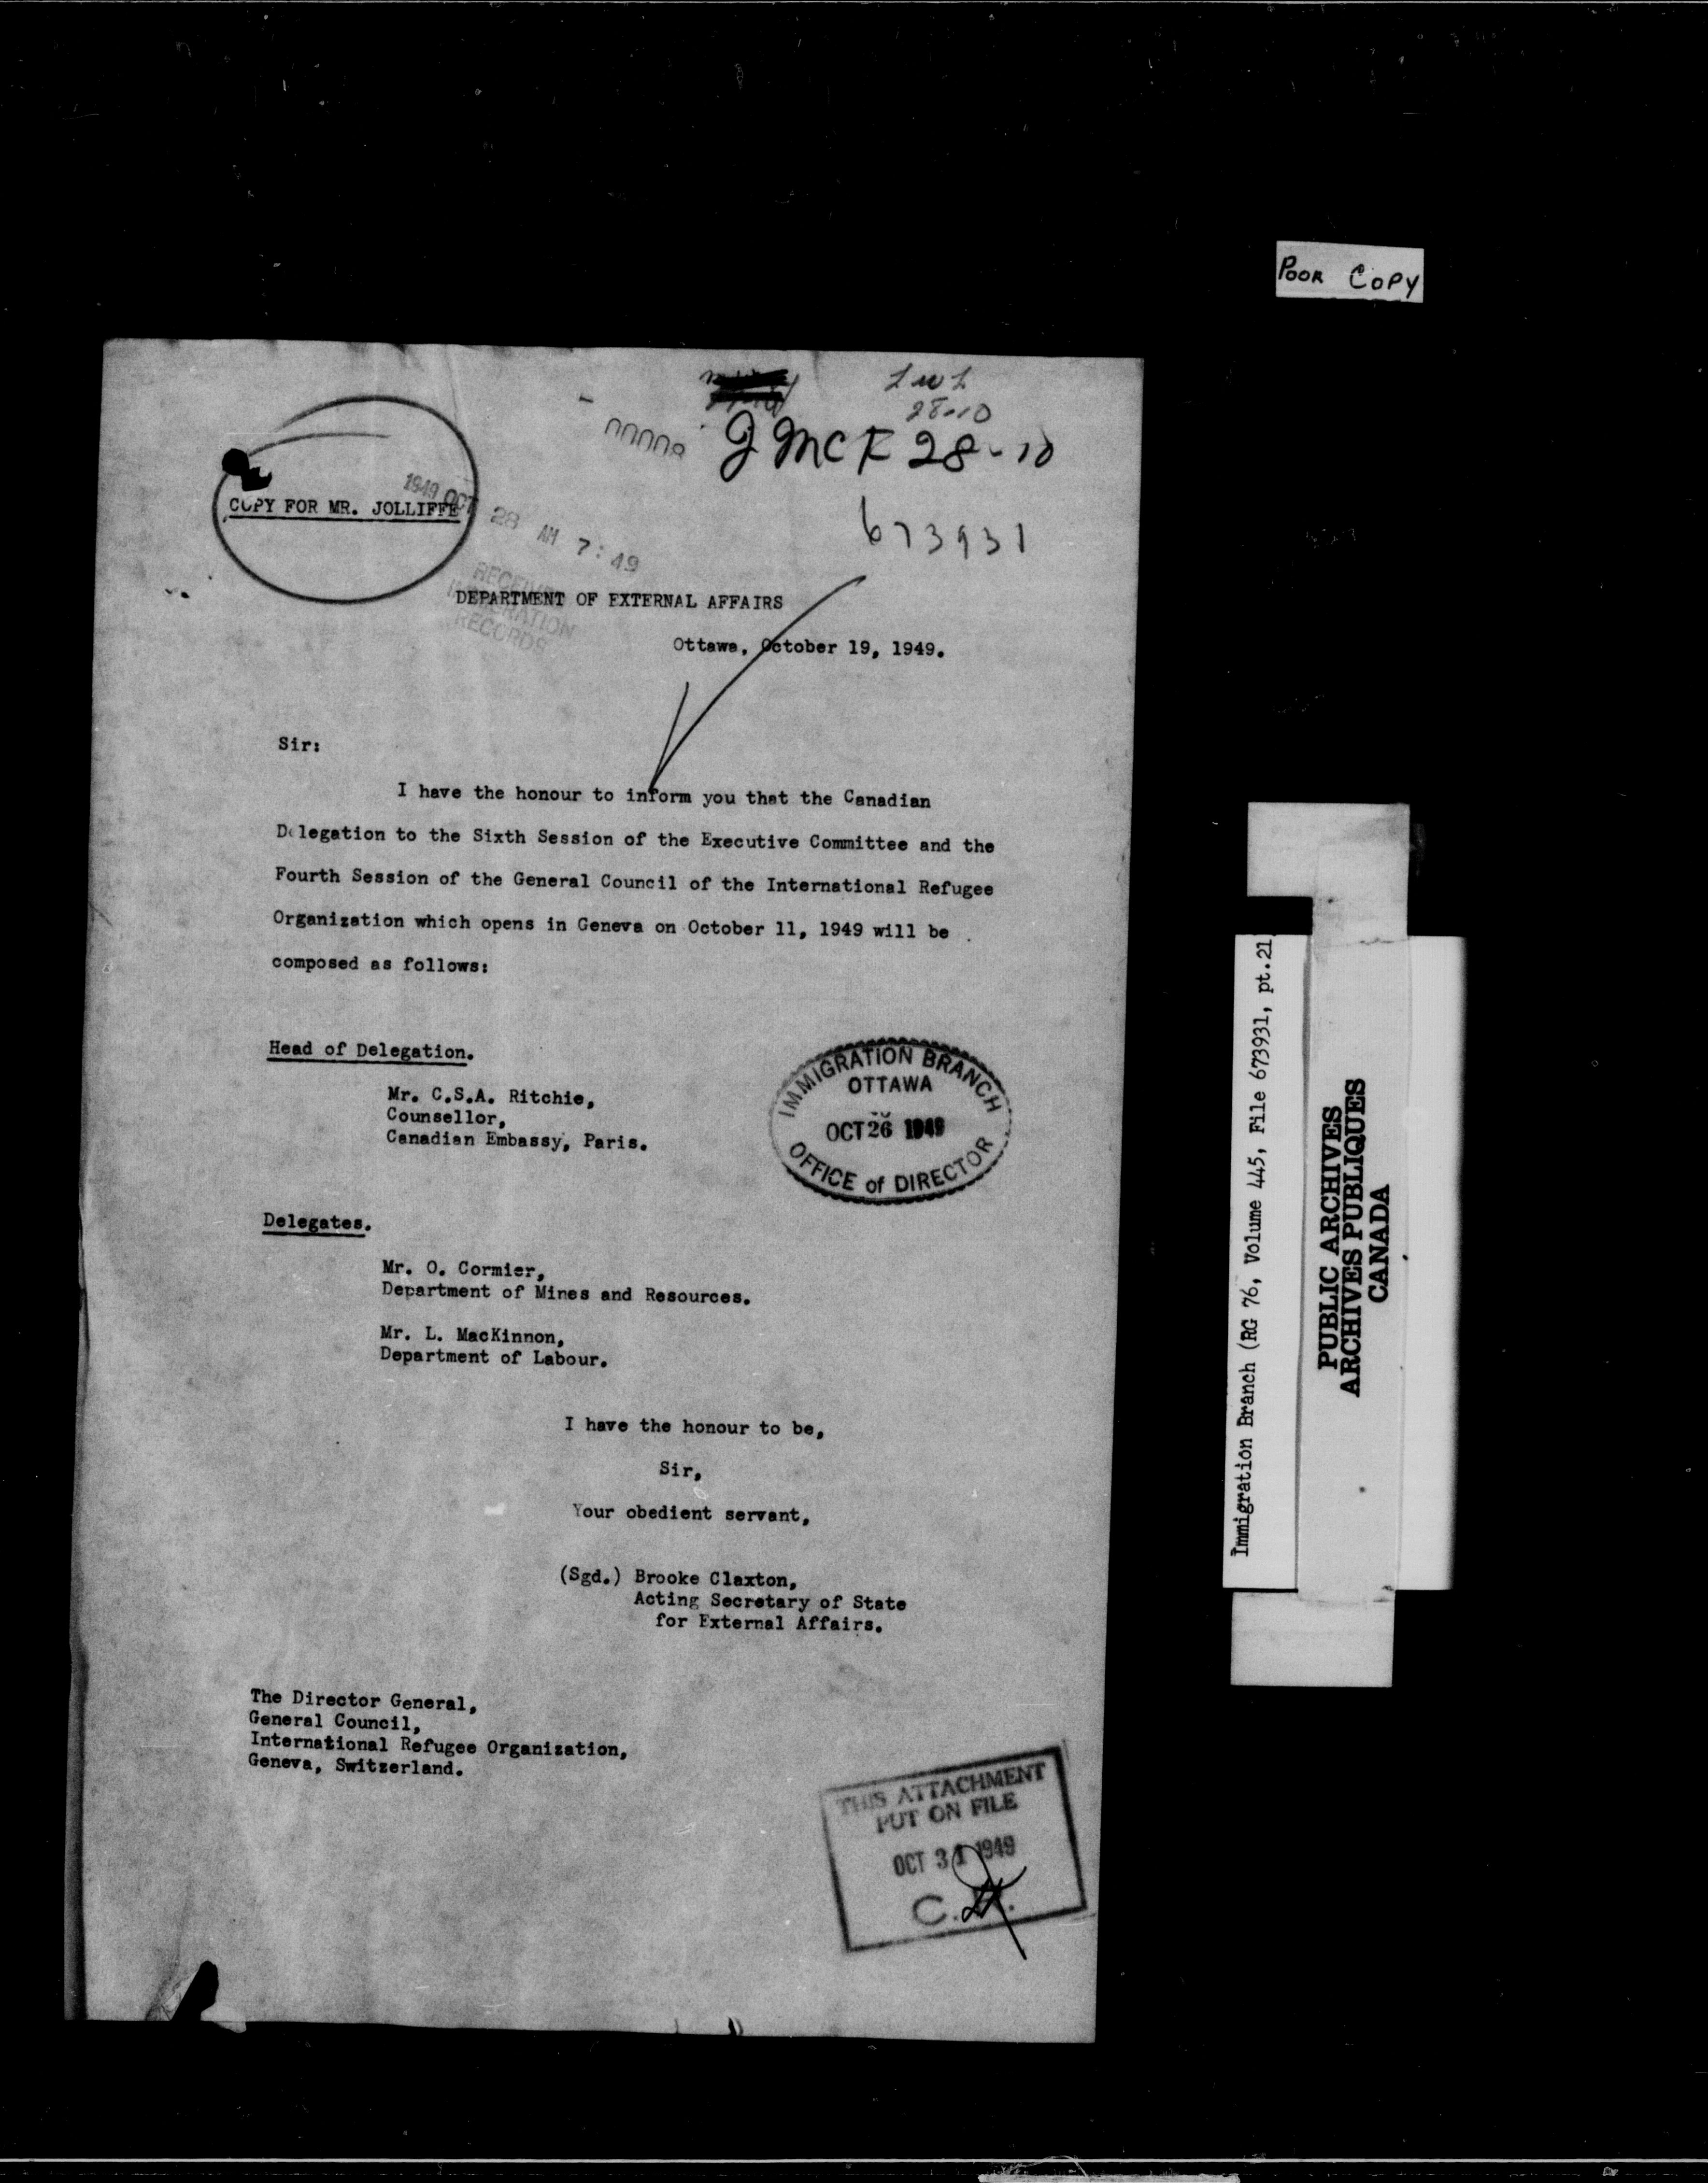 POOR COPY
LWL
28-10
00008
JMCK 28-10
1949 OCT 28 AM 7:49
COPY FOR MR. JOLLIFFE
673931
RECEIVED
IMMIGRATION
RECORDS
DEPARTMENT OF EXTERNAL AFFAIRS
Ottawa, October 19, 1949.
Sir:
I have the honour to inform you that the Canadian
Delegation to the Sixth Session of the Executive Committee and the
Fourth Session of the General Council of the International Refugee
Organization which opens in Geneva on October 11, 1949 will be
composed as follows:
Head of Delegation.
Mr. C.S.A. Ritchie,
Counsellor,
Canadian Embassy, Paris.
IMMIGRATION BRANCH
OTTAWA
OCT 26 1949
OFFICE of DIRECTOR
Delegates.
Mr. O. Cormier,
Department of Mines and Resources.
Mr. L. MacKinnon,
Department of Labour.
I have the honour to be,
Sir,
Your obedient servant,
(Sgd.) Brooke Claxton,
Acting Secretary of State
for External Affairs.
The Director General,
General Council,
International Refugee Organization,
Geneva, Switzerland.
THIS ATTACHMENT
PUT ON FILE
OCT 31 1949
Immigration Branch (RG 76, Volume 445, File 673931, pt.21
PUBLIC ARCHIVES
ARCHIVES PUBLIQUES
CANADA